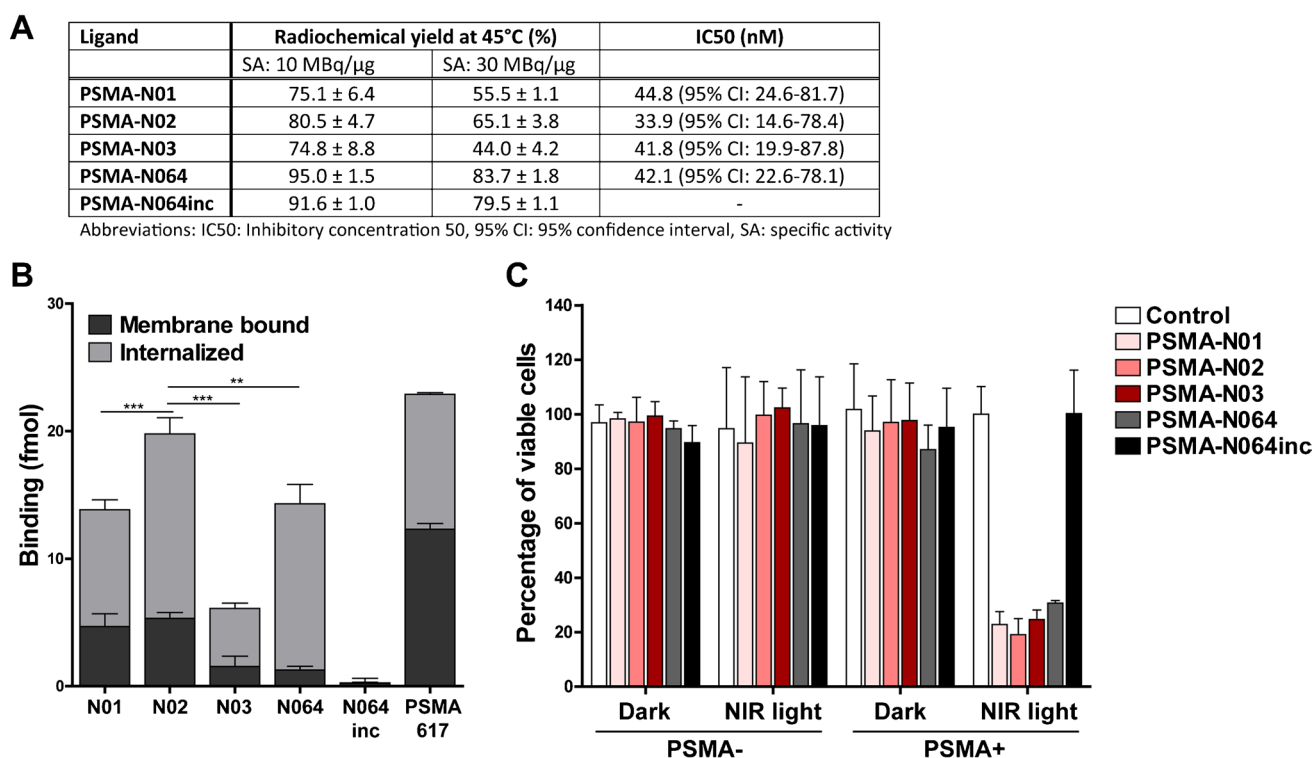 A
Ligand Radiochemical yield at 45°C (%) IC50 (nM)
SA: 10 MBq/µg SA: 30 MBq/µg
PSMA-N01 75.1 ± 6.4 55.5 ± 1.1 44.8 (95% CI: 24.6-81.7)
PSMA-N02 80.5 ± 4.7 65.1 ± 3.8 33.9 (95% CI: 14.6-78.4)
PSMA-N03 74.8 ± 8.8 44.0 ± 4.2 41.8 (95% CI: 19.9-87.8)
PSMA-N064 95.0 ± 1.5 83.7 ± 1.8 42.1 (95% CI: 22.6-78.1)
PSMA-N064inc 91.6 ± 1.0 79.5 ± 1.1 -
Abbreviations: IC50: Inhibitory concentration 50, 95% CI: 95% confidence interval, SA: specific activity
B
Binding (fmol)
30
20
10
0
Membrane bound
Internalized
**
*** ***
N01 N02 N03 N064 N064 PSMA
inc 617
C
Percentage of viable cells
140
120
100
80
60
40
20
0
Dark NIR light Dark NIR light
PSMA- PSMA+
Control
PSMA-N01
PSMA-N02
PSMA-N03
PSMA-N064
PSMA-N064inc